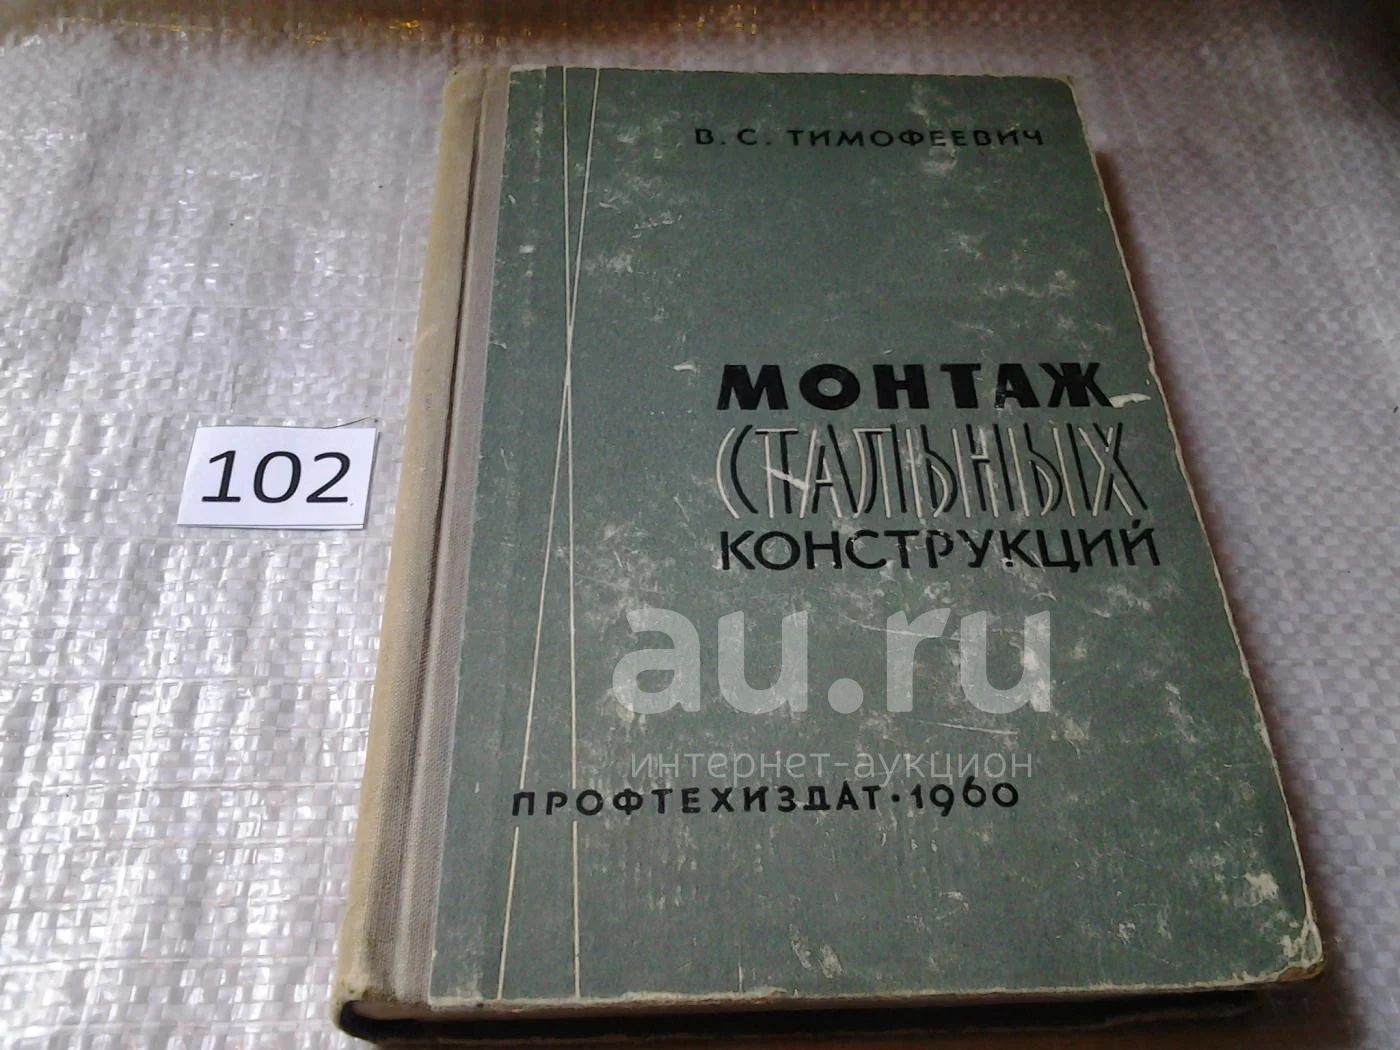 В. С. ТИМОФЕЕВИЧ
МОНТАЖ
СТАЛЬНЫХ
КОНСТРУКЦИЙ
102
au.ru
интернет-аукцион
ПРОФТЕХИЗДАТ • 1960